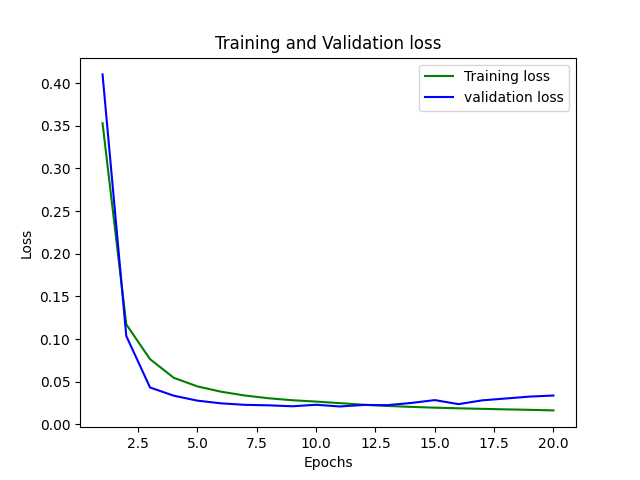 Training and Validation loss
Training loss
validation loss
0.40
0.35
0.30
0.25
0.20
0.15
0.10
0.05
0.00
Loss
2.5 5.0 7.5 10.0 12.5 15.0 17.5 20.0
Epochs